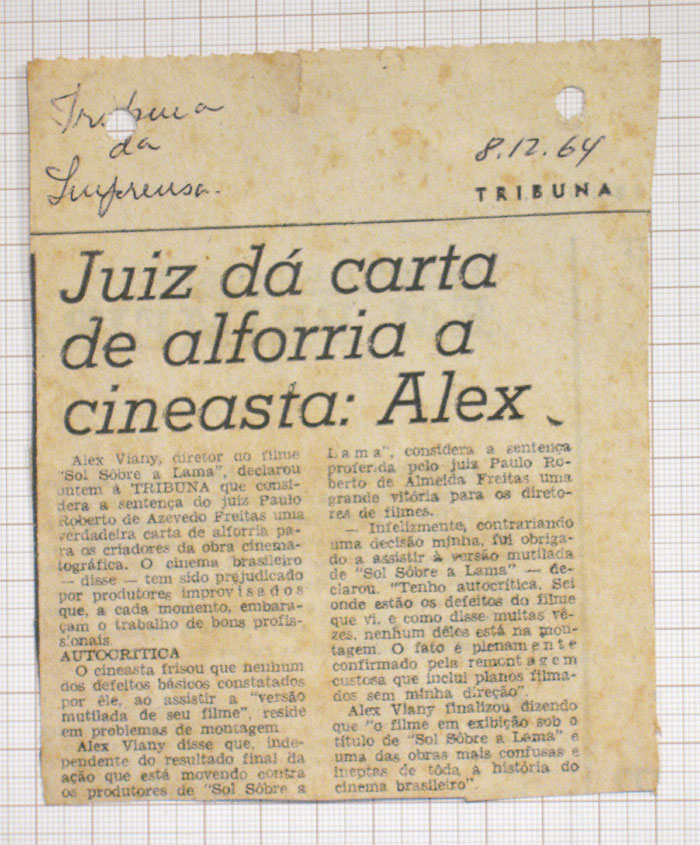 Tribuna
da
Imprensa.
8.12.64
TRIBUNA
Juiz dá carta
de alforria a
cineasta: Alex
Alex Viany, diretor do filme
"Sol Sôbre a Lama", declarou
ontem à TRIBUNA que consi-
dera a sentença do juiz Paulo
Roberto de Azevedo Freitas uma
verdadeira carta de alforria pa-
ra os criadores da obra cinema-
tográfica. O cinema brasileiro
— disse — tem sido prejudicado
por produtores improvisados
que, a cada momento, embara-
çam o trabalho de bons profis-
sionais.
AUTOCRITICA
O cineasta frisou que nenhum
dos defeitos básicos constatados
por êle, ao assistir a "versão
mutilada de seu filme", reside
em problemas de montagem
Alex Viany disse que, inde-
pendente do resultado final da
ação que está movendo contra
os produtores de "Sol Sôbre a
Lama", considera a sentença
proferida pelo juiz Paulo Ro-
berto de Almeida Freitas uma
grande vitória para os direto-
res de filmes.
— Infelizmente, contrariando
uma decisão minha, fui obriga-
do a assistir à versão mutilada
de "Sol Sôbre a Lama" — de-
clarou. "Tenho autocrítica. Sei
onde estão os defeitos do filme
que vi, e como disse muitas vê-
zes, nenhum dêles está na mon-
tagem. O fato é plenamente
confirmado pela remontagem
custosa que inclui planos filma-
dos sem minha direção".
Alex Viany finalizou dizendo
que "o filme em exibição sob o
título de "Sol Sôbre a Lama" é
uma das obras mais confusas e
ineptas de tôda a história do
cinema brasileiro".